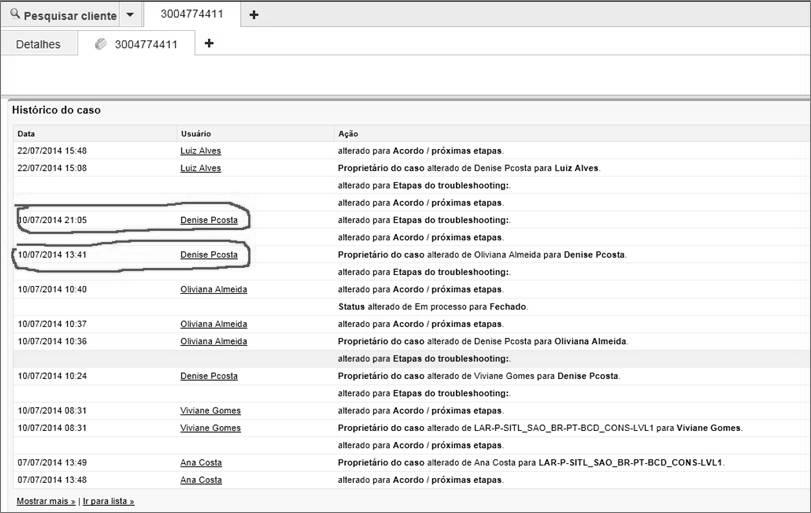 Pesquisar cliente 3004774411
Detalhes 3004774411
Histórico do caso
Data Usuário Ação
22/07/2014 15:48 Luiz Alves alterado para Acordo / próximas etapas.
22/07/2014 15:08 Luiz Alves Proprietário do caso alterado de Denise Pcosta para Luiz Alves.
alterado para Etapas do troubleshooting:.
alterado para Acordo / próximas etapas.
10/07/2014 21:05 Denise Pcosta alterado para Etapas do troubleshooting:.
alterado para Acordo / próximas etapas.
10/07/2014 13:41 Denise Pcosta Proprietário do caso alterado de Oliviana Almeida para Denise Pcosta.
alterado para Etapas do troubleshooting:.
10/07/2014 10:40 Oliviana Almeida alterado para Acordo / próximas etapas.
Status alterado de Em processo para Fechado.
10/07/2014 10:37 Oliviana Almeida alterado para Acordo / próximas etapas.
10/07/2014 10:36 Oliviana Almeida Proprietário do caso alterado de Denise Pcosta para Oliviana Almeida.
alterado para Etapas do troubleshooting:.
10/07/2014 10:24 Denise Pcosta Proprietário do caso alterado de Viviane Gomes para Denise Pcosta.
alterado para Etapas do troubleshooting:.
10/07/2014 08:31 Viviane Gomes alterado para Acordo / próximas etapas.
10/07/2014 08:31 Viviane Gomes Proprietário do caso alterado de LAR-P-SITL_SAO_BR-PT-BCD_CONS-LVL1 para Viviane Gomes.
alterado para Acordo / próximas etapas.
07/07/2014 13:49 Ana Costa Proprietário do caso alterado de Ana Costa para LAR-P-SITL_SAO_BR-PT-BCD_CONS-LVL1.
07/07/2014 13:48 Ana Costa alterado para Acordo / próximas etapas.
Mostrar mais » | Ir para lista »